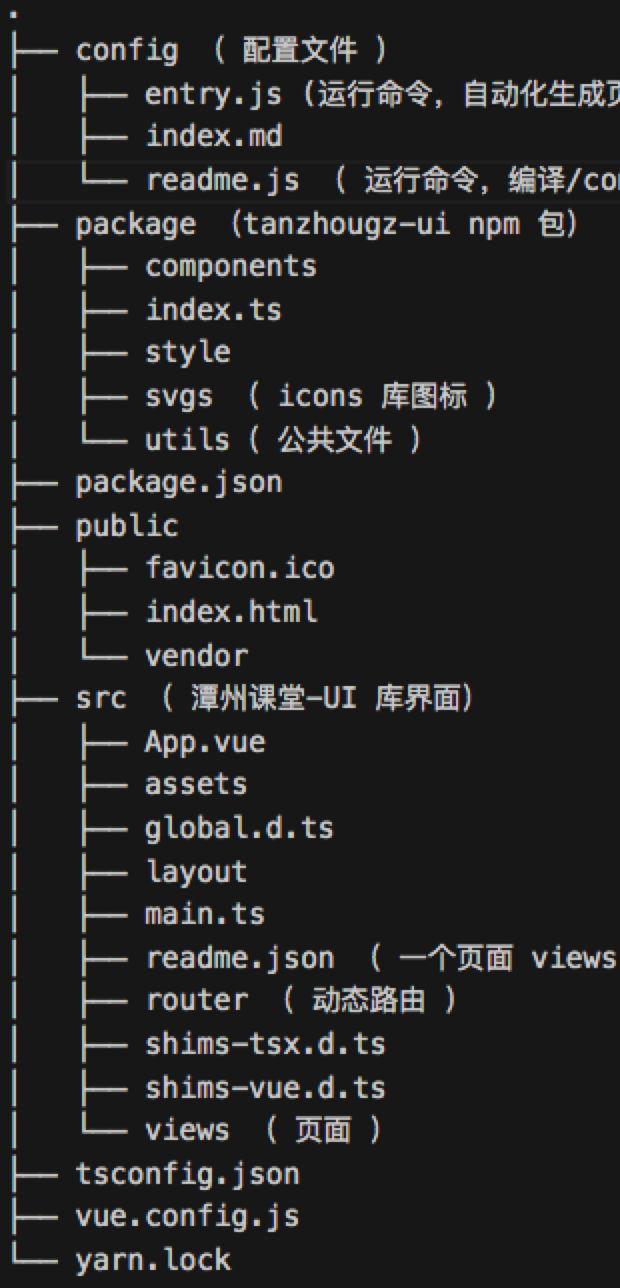 .
├── config  ( 配置文件 )
│   ├── entry.js (运行命令, 自动化生成页
│   ├── index.md
│   └── readme.js  ( 运行命令, 编译/co
├── package  (tanzhougz-ui npm 包)
│   ├── components
│   ├── index.ts
│   ├── style
│   ├── svgs  ( icons 库图标 )
│   └── utils ( 公共文件 )
├── package.json
├── public
│   ├── favicon.ico
│   ├── index.html
│   └── vendor
├── src  ( 潭州课堂-UI 库界面)
│   ├── App.vue
│   ├── assets
│   ├── global.d.ts
│   ├── layout
│   ├── main.ts
│   ├── readme.json  ( 一个页面 views
│   ├── router  ( 动态路由 )
│   ├── shims-tsx.d.ts
│   ├── shims-vue.d.ts
│   └── views  ( 页面 )
├── tsconfig.json
├── vue.config.js
└── yarn.lock